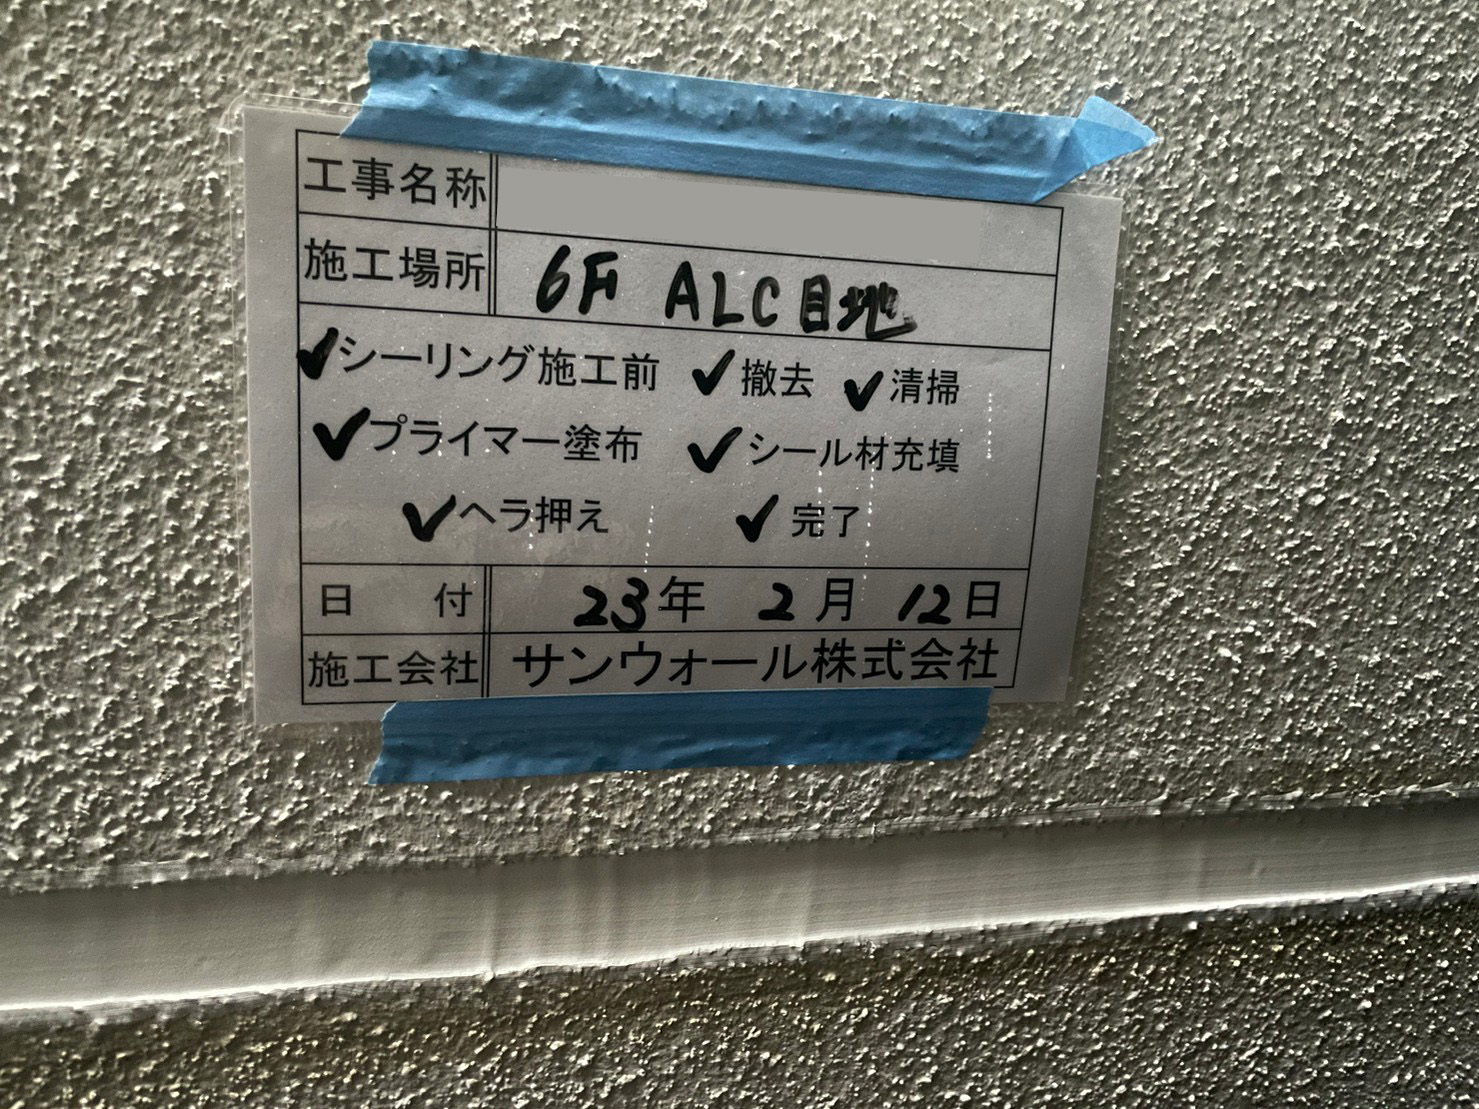 工事名称
施工場所 6F ALC目地
✓シーリング施工前 ✓撤去 ✓清掃
✓プライマー塗布 ✓シール材充填
✓ヘラ押え ✓完了
日 付 23年 2月 12日
施工会社 サンウォール株式会社